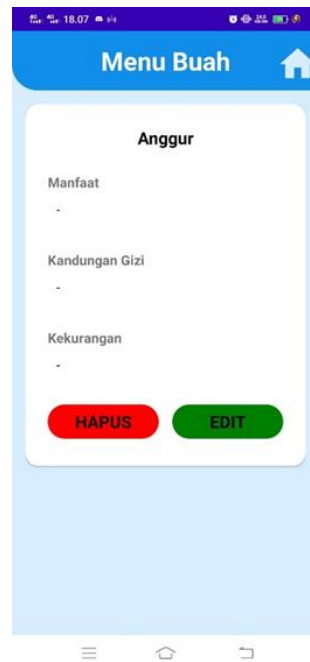 18.07
Menu Buah
Anggur
Manfaat
-
Kandungan Gizi
-
Kekurangan
-
HAPUS EDIT